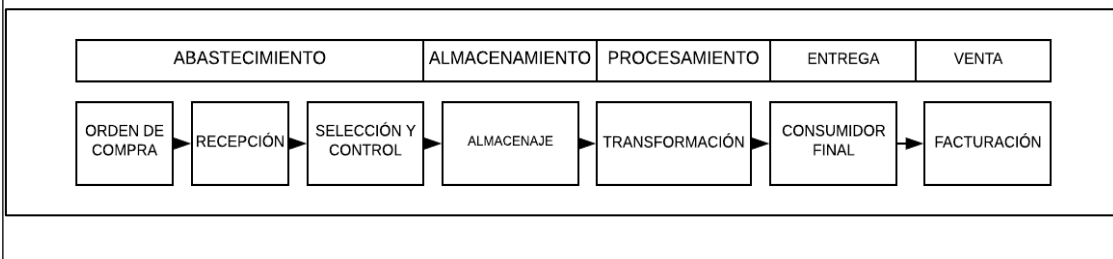 ABASTECIMIENTO
ALMACENAMIENTO
PROCESAMIENTO
ENTREGA
VENTA
ORDEN DE
COMPRA
RECEPCIÓN
SELECCIÓN Y
CONTROL
ALMACENAJE
TRANSFORMACIÓN
CONSUMIDOR
FINAL
FACTURACIÓN